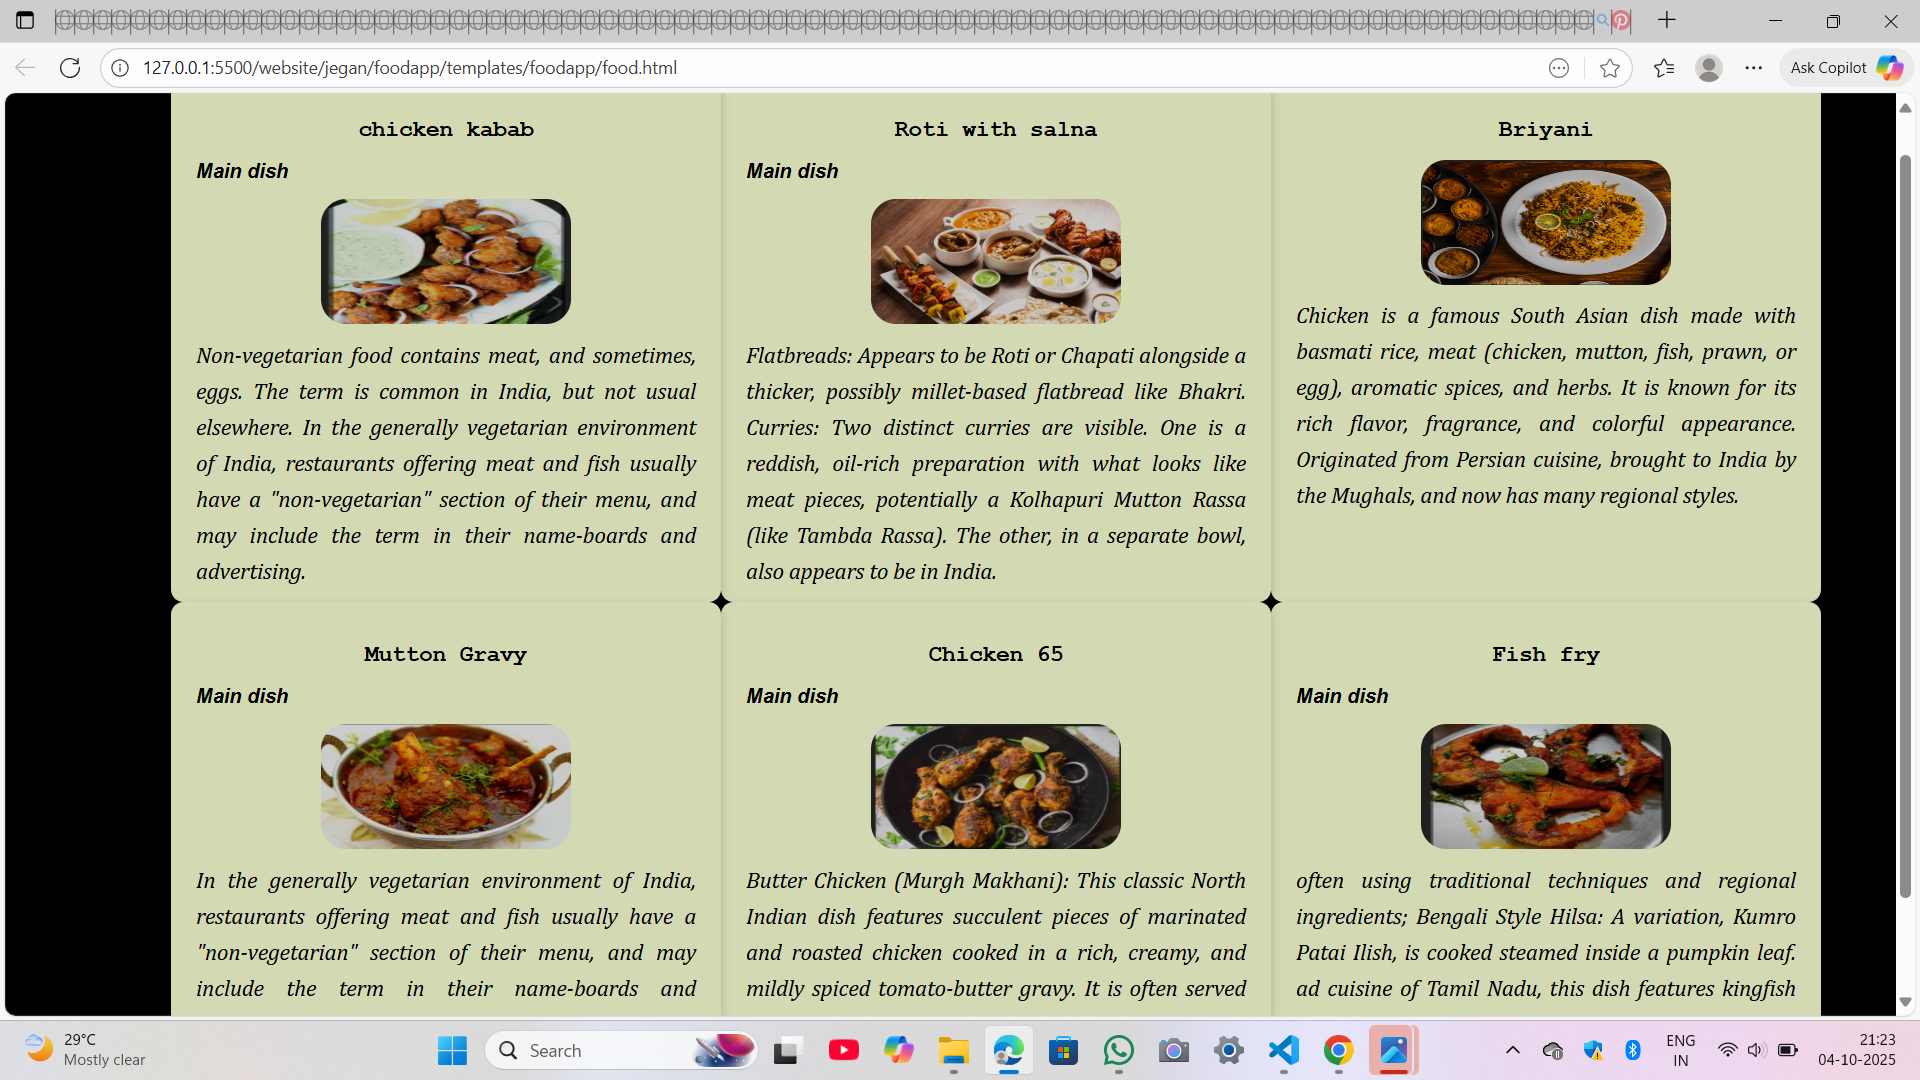 127.0.0.1:5500/website/jegan/foodapp/templates/foodapp/food.html
Ask Copilot
chicken kabab
Main dish
Non-vegetarian food contains meat, and sometimes,
eggs. The term is common in India, but not usual
elsewhere. In the generally vegetarian environment
of India, restaurants offering meat and fish usually
have a "non-vegetarian" section of their menu, and
may include the term in their name-boards and
advertising.
Roti with salna
Main dish
Flatbreads: Appears to be Roti or Chapati alongside a
thicker, possibly millet-based flatbread like Bhakri.
Curries: Two distinct curries are visible. One is a
reddish, oil-rich preparation with what looks like
meat pieces, potentially a Kolhapuri Mutton Rassa
(like Tambda Rassa). The other, in a separate bowl,
also appears to be in India.
Briyani
Chicken is a famous South Asian dish made with
basmati rice, meat (chicken, mutton, fish, prawn, or
egg), aromatic spices, and herbs. It is known for its
rich flavor, fragrance, and colorful appearance.
Originated from Persian cuisine, brought to India by
the Mughals, and now has many regional styles.
Mutton Gravy
Main dish
In the generally vegetarian environment of India,
restaurants offering meat and fish usually have a
"non-vegetarian" section of their menu, and may
include the term in their name-boards and
Chicken 65
Main dish
Butter Chicken (Murgh Makhani): This classic North
Indian dish features succulent pieces of marinated
and roasted chicken cooked in a rich, creamy, and
mildly spiced tomato-butter gravy. It is often served
Fish fry
Main dish
often using traditional techniques and regional
ingredients; Bengali Style Hilsa: A variation, Kumro
Patai Ilish, is cooked steamed inside a pumpkin leaf.
ad cuisine of Tamil Nadu, this dish features kingfish
29°C
Mostly clear
Search
ENG
IN
21:23
04-10-2025